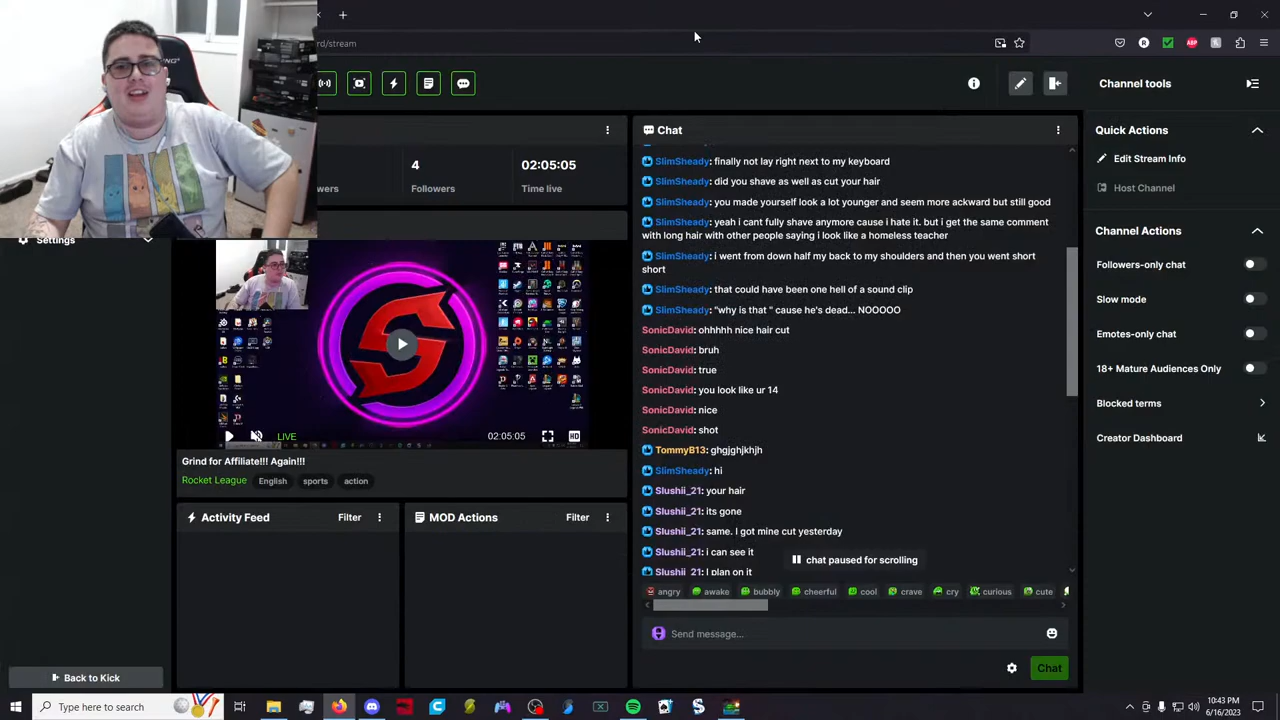 rd/stream
Channel tools
Chat
Quick Actions
Edit Stream Info
Host Channel
4
02:05:05
wers
Followers
Time live
SlimSheady: finally not lay right next to my keyboard
SlimSheady: did you shave as well as cut your hair
SlimSheady: you made yourself look a lot younger and seem more ackward but still good
SlimSheady: yeah i cant fully shave anymore cause i hate it. but i get the same comment
with long hair with other people saying i look like a homeless teacher
SlimSheady: i went from down half my back to my shoulders and then you went short
short
SlimSheady: that could have been one hell of a sound clip
SlimSheady: "why is that " cause he's dead... NOOOOO
SonicDavid: ohhhhh nice hair cut
SonicDavid: bruh
SonicDavid: true
SonicDavid: you look like ur 14
SonicDavid: nice
SonicDavid: shot
TommyB13: ghgjghjkhjh
SlimSheady: hi
Slushii_21: your hair
Slushii_21: its gone
Slushii_21: same. I got mine cut yesterday
Slushii_21: i can see it
Slushii_21: I plan on it
chat paused for scrolling
angry awake bubbly cheerful cool crave cry curious cute
Send message...
Chat
Channel Actions
Followers-only chat
Slow mode
Emotes-only chat
18+ Mature Audiences Only
Blocked terms
Creator Dashboard
Settings
LIVE
02:05:05
HD
Grind for Affiliate!!! Again!!!
Rocket League English sports action
Activity Feed Filter
MOD Actions Filter
Back to Kick
Type here to search
10:43 PM
6/16/2023